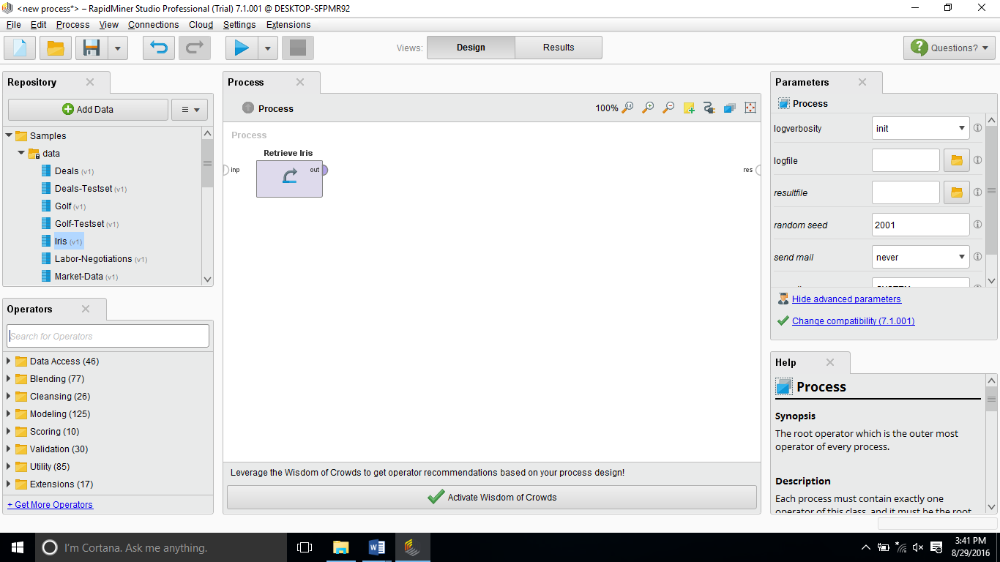 <new process*> – RapidMiner Studio Professional (Trial) 7.1.001 @ DESKTOP-SFPMR92
File Edit Process View Connections Cloud Settings Extensions
Views: Design Results
Questions?
Repository
Add Data
Samples
data
Deals (v1)
Deals-Testset (v1)
Golf (v1)
Golf-Testset (v1)
Iris (v1)
Labor-Negotiations (v1)
Market-Data (v1)
Operators
Search for Operators
Data Access (46)
Blending (77)
Cleansing (26)
Modeling (125)
Scoring (10)
Validation (30)
Utility (85)
Extensions (17)
+ Get More Operators
Process
Process
100%
Process
Retrieve Iris
inp
out
res
Leverage the Wisdom of Crowds to get operator recommendations based on your process design!
Activate Wisdom of Crowds
Parameters
Process
logverbosity init
logfile
resultfile
random seed 2001
send mail never
Hide advanced parameters
Change compatibility (7.1.001)
Help
Process
Synopsis
The root operator which is the outer most
operator of every process.
Description
Each process must contain exactly one
operator of this class, and it must be the root
I'm Cortana. Ask me anything.
3:41 PM
8/29/2016